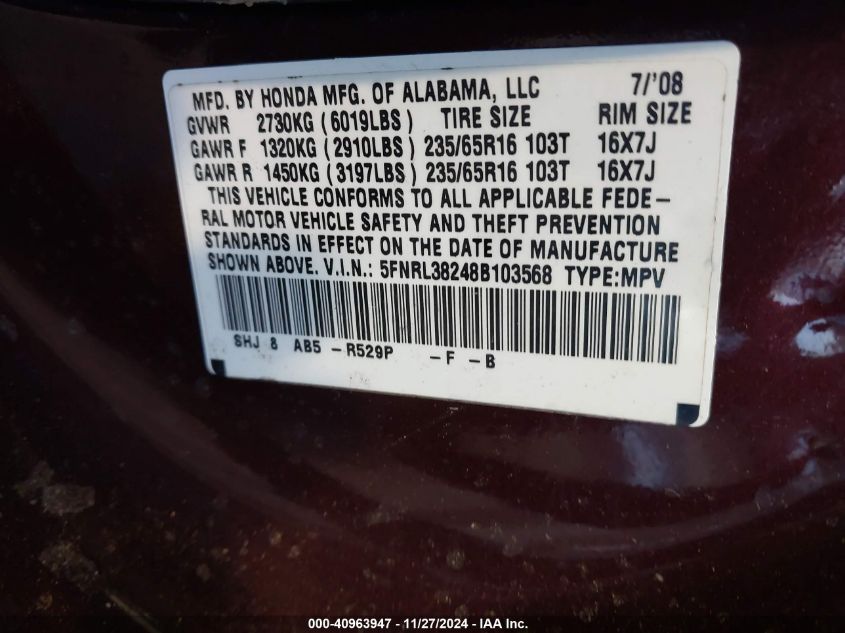 MFD. BY HONDA MFG. OF ALABAMA, LLC 7/'08
GVWR 2730KG (6019LBS) TIRE SIZE RIM SIZE
GAWR F 1320KG (2910LBS) 235/65R16 103T 16X7J
GAWR R 1450KG (3197LBS) 235/65R16 103T 16X7J
THIS VEHICLE CONFORMS TO ALL APPLICABLE FEDE-
RAL MOTOR VEHICLE SAFETY AND THEFT PREVENTION
STANDARDS IN EFFECT ON THE DATE OF MANUFACTURE
SHOWN ABOVE. V.I.N.: 5FNRL38248B103568 TYPE:MPV
SHJ 8 AB5 -R529P -F -B
000-40963947 - 11/27/2024 - IAA Inc.